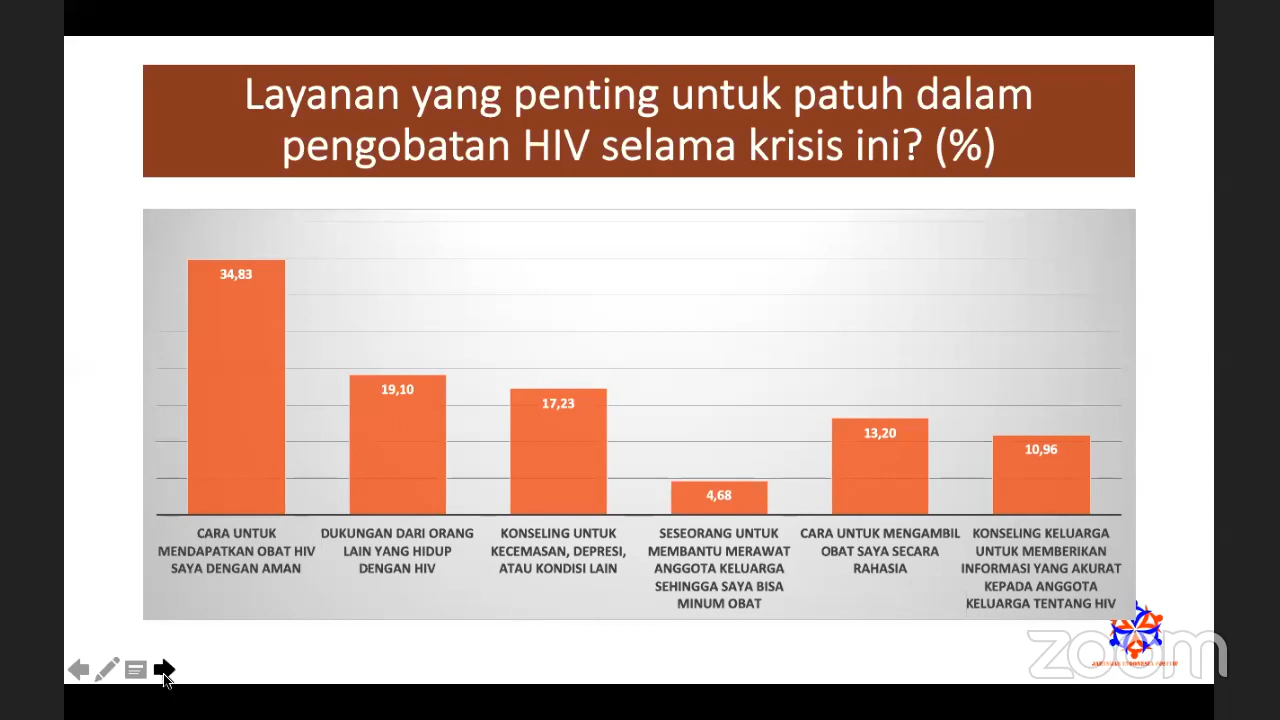 Layanan yang penting untuk patuh dalam
pengobatan HIV selama krisis ini? (%)
34,83
19,10
17,23
4,68
13,20
10,96
CARA UNTUK
MENDAPATKAN OBAT HIV
SAYA DENGAN AMAN
DUKUNGAN DARI ORANG
LAIN YANG HIDUP
DENGAN HIV
KONSELING UNTUK
KECEMASAN, DEPRESI,
ATAU KONDISI LAIN
SESEORANG UNTUK
MEMBANTU MERAWAT
ANGGOTA KELUARGA
SEHINGGA SAYA BISA
MINUM OBAT
CARA UNTUK MENGAMBIL
OBAT SAYA SECARA
RAHASIA
KONSELING KELUARGA
UNTUK MEMBERIKAN
INFORMASI YANG AKURAT
KEPADA ANGGOTA
KELUARGA TENTANG HIV
zoom
JARINGAN INDONESIA POSITIF